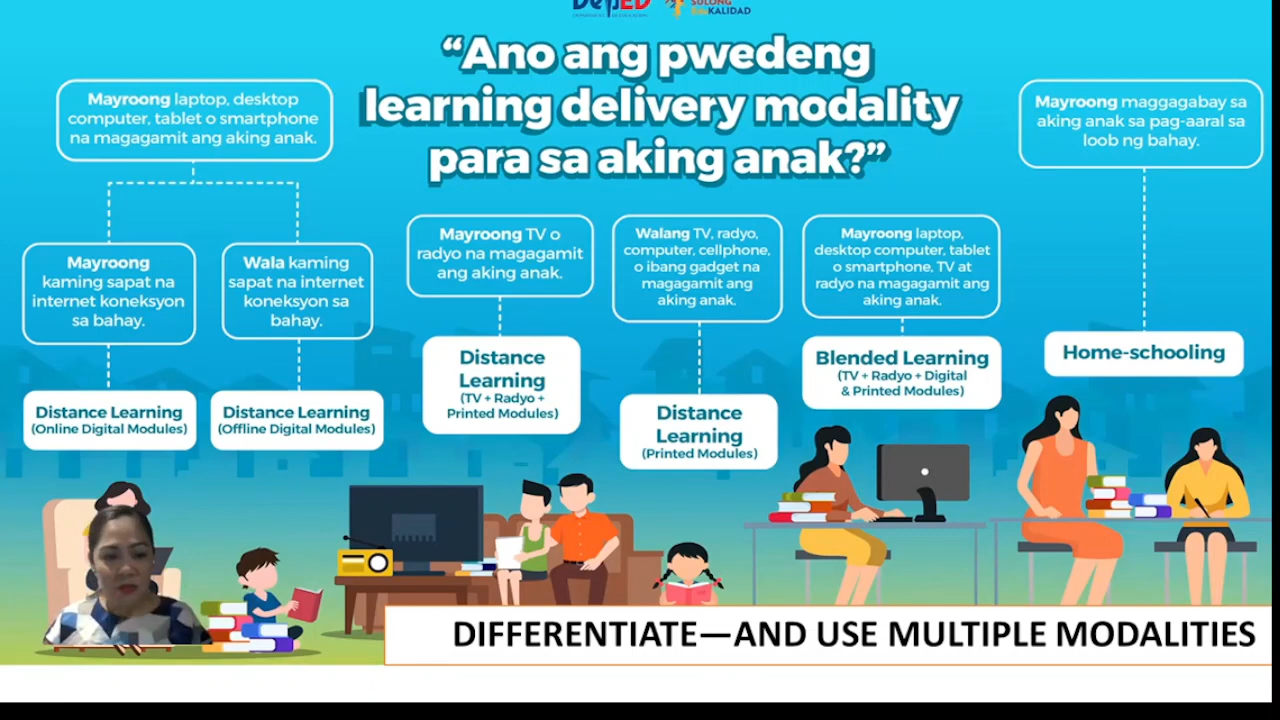 DepED
SULONG
EduKALIDAD
“Ano ang pwedeng
learning delivery modality
para sa aking anak?”
Mayroong laptop, desktop
computer, tablet o smartphone
na magagamit ang aking anak.
Mayroong
kaming sapat na
internet koneksyon
sa bahay.
Distance Learning
(Online Digital Modules)
Wala kaming
sapat na internet
koneksyon sa
bahay.
Distance Learning
(Offline Digital Modules)
Mayroong TV o
radyo na magagamit
ang aking anak.
Distance
Learning
(TV + Radyo +
Printed Modules)
Walang TV, radyo,
computer, cellphone,
o ibang gadget na
magagamit ang
aking anak.
Distance
Learning
(Printed Modules)
Mayroong laptop,
desktop computer, tablet
o smartphone, TV at
radyo na magagamit ang
aking anak.
Blended Learning
(TV + Radyo + Digital
& Printed Modules)
Mayroong maggagabay sa
aking anak sa pag-aaral sa
loob ng bahay.
Home-schooling
DIFFERENTIATE—AND USE MULTIPLE MODALITIES